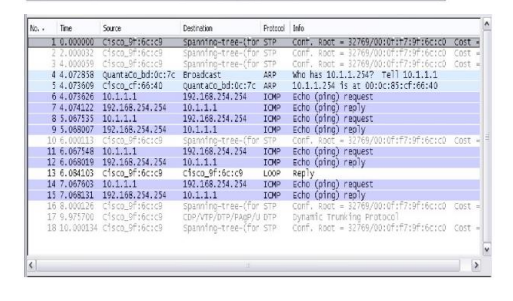 No. - Time Source Destination Protocol Info
1 0.000000 Cisco_9f:6c:c9 Spanning-tree-(for STP Conf. Root = 32769/00:0f:f7:9f:6c:c0 Cost =
2 2.000032 Cisco_9f:6c:c9 Spanning-tree-(for STP Conf. Root = 32769/00:0f:f7:9f:6c:c0 Cost =
3 4.000059 Cisco_9f:6c:c9 Spanning-tree-(for STP Conf. Root = 32769/00:0f:f7:9f:6c:c0 Cost =
4 4.072858 QuantaCo_bd:0c:7c Broadcast ARP Who has 10.1.1.254? Tell 10.1.1.1
5 4.073609 Cisco_cf:66:40 QuantaCo_bd:0c:7c ARP 10.1.1.254 is at 00:0c:85:cf:66:40
6 4.073626 10.1.1.1 192.168.254.254 ICMP Echo (ping) request
7 4.074122 192.168.254.254 10.1.1.1 ICMP Echo (ping) reply
8 5.067535 10.1.1.1 192.168.254.254 ICMP Echo (ping) request
9 5.068007 192.168.254.254 10.1.1.1 ICMP Echo (ping) reply
10 6.000113 Cisco_9f:6c:c9 Spanning-tree-(for STP Conf. Root = 32769/00:0f:f7:9f:6c:c0 Cost =
11 6.067548 10.1.1.1 192.168.254.254 ICMP Echo (ping) request
12 6.068019 192.168.254.254 10.1.1.1 ICMP Echo (ping) reply
13 6.084103 Cisco_9f:6c:c9 Cisco_9f:6c:c9 LOOP Reply
14 7.067603 10.1.1.1 192.168.254.254 ICMP Echo (ping) request
15 7.068131 192.168.254.254 10.1.1.1 ICMP Echo (ping) reply
16 8.000126 Cisco_9f:6c:c9 Spanning-tree-(for STP Conf. Root = 32769/00:0f:f7:9f:6c:c0 Cost =
17 9.975700 Cisco_9f:6c:c9 CDP/VTP/DTP/PAgP/U DTP Dynamic Trunking Protocol
18 10.000134 Cisco_9f:6c:c9 Spanning-tree-(for STP Conf. Root = 32769/00:0f:f7:9f:6c:c0 Cost =